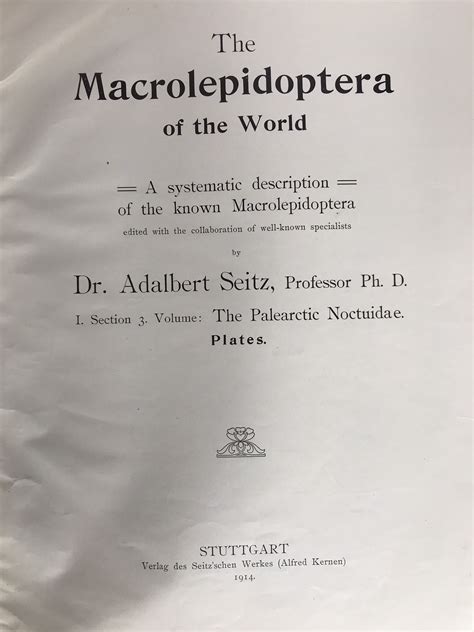 The
Macrolepidoptera
of the World
A systematic description
of the known Macrolepidoptera
edited with the collaboration of well-known specialists
by
Dr. Adalbert Seitz, Professor Ph. D.
I. Section 3. Volume: The Palearctic Noctuidae.
Plates.
STUTTGART
Verlag des Seitz'schen Werkes (Alfred Kernen)
1914.